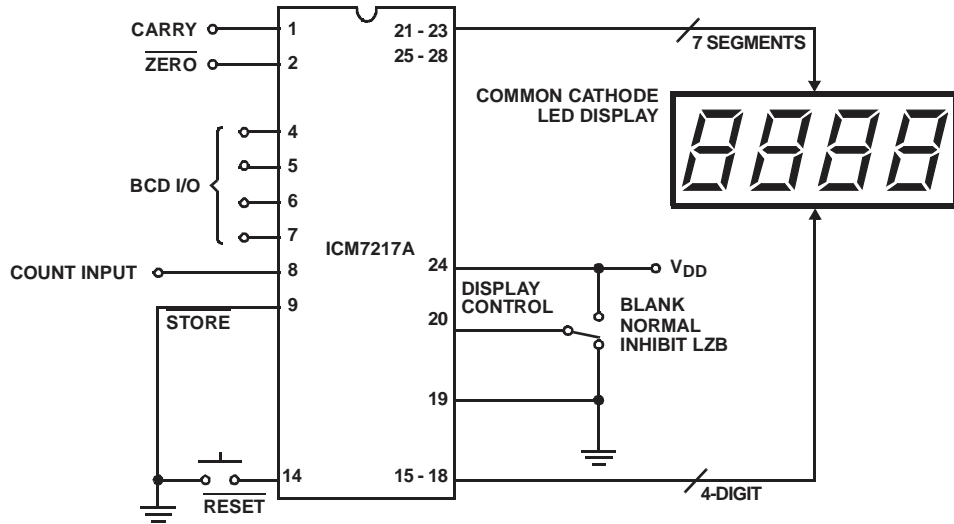 CARRY
1
ZERO
2
4
5
BCD I/O
6
7
COUNT INPUT
8
9
STORE
14
RESET
ICM7217A
21 - 23
25 - 28
24
20
19
15 - 18
7 SEGMENTS
COMMON CATHODE
LED DISPLAY
8888
VDD
DISPLAY
CONTROL
BLANK
NORMAL
INHIBIT LZB
4-DIGIT